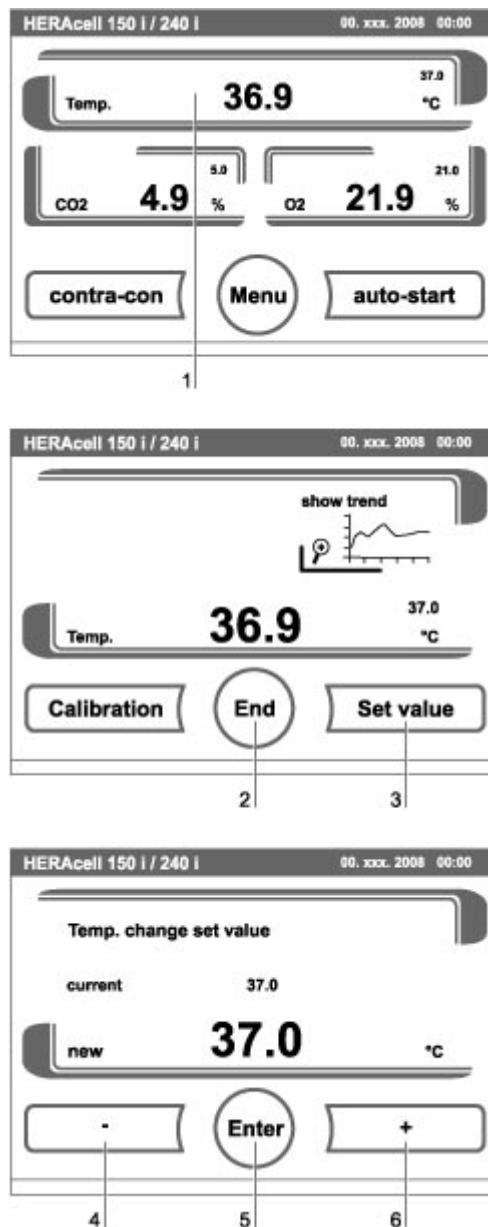 HERAcell 150 i / 240 i 00. xxx. 2008 00:00
37.0
Temp. 36.9 °C
5.0 21.0
CO2 4.9 % O2 21.9 %
contra-con Menu auto-start
1
HERAcell 150 i / 240 i 00. xxx. 2008 00:00
show trend
37.0
Temp. 36.9 °C
Calibration End Set value
2 3
HERAcell 150 i / 240 i 00. xxx. 2008 00:00
Temp. change set value
current 37.0
new 37.0 °C
- Enter +
4 5 6